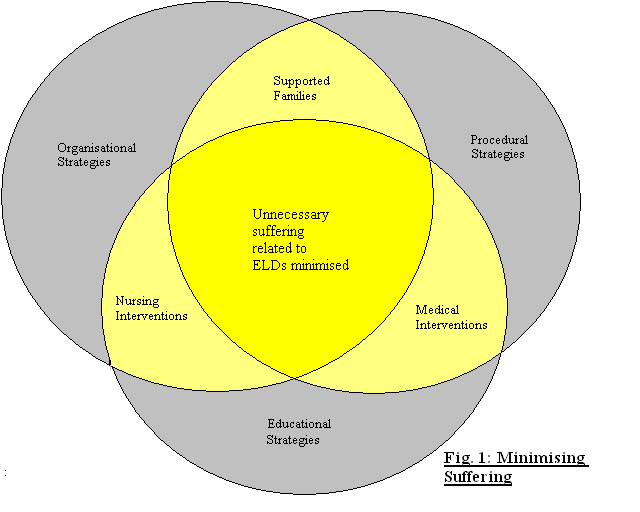 Supported
Families
Organisational
Strategies
Procedural
Strategies
Unnecessary
suffering
related to
ELDs minimised
Nursing
Interventions
Medical
Interventions
Educational
Strategies
Fig. 1: Minimising
Suffering
: